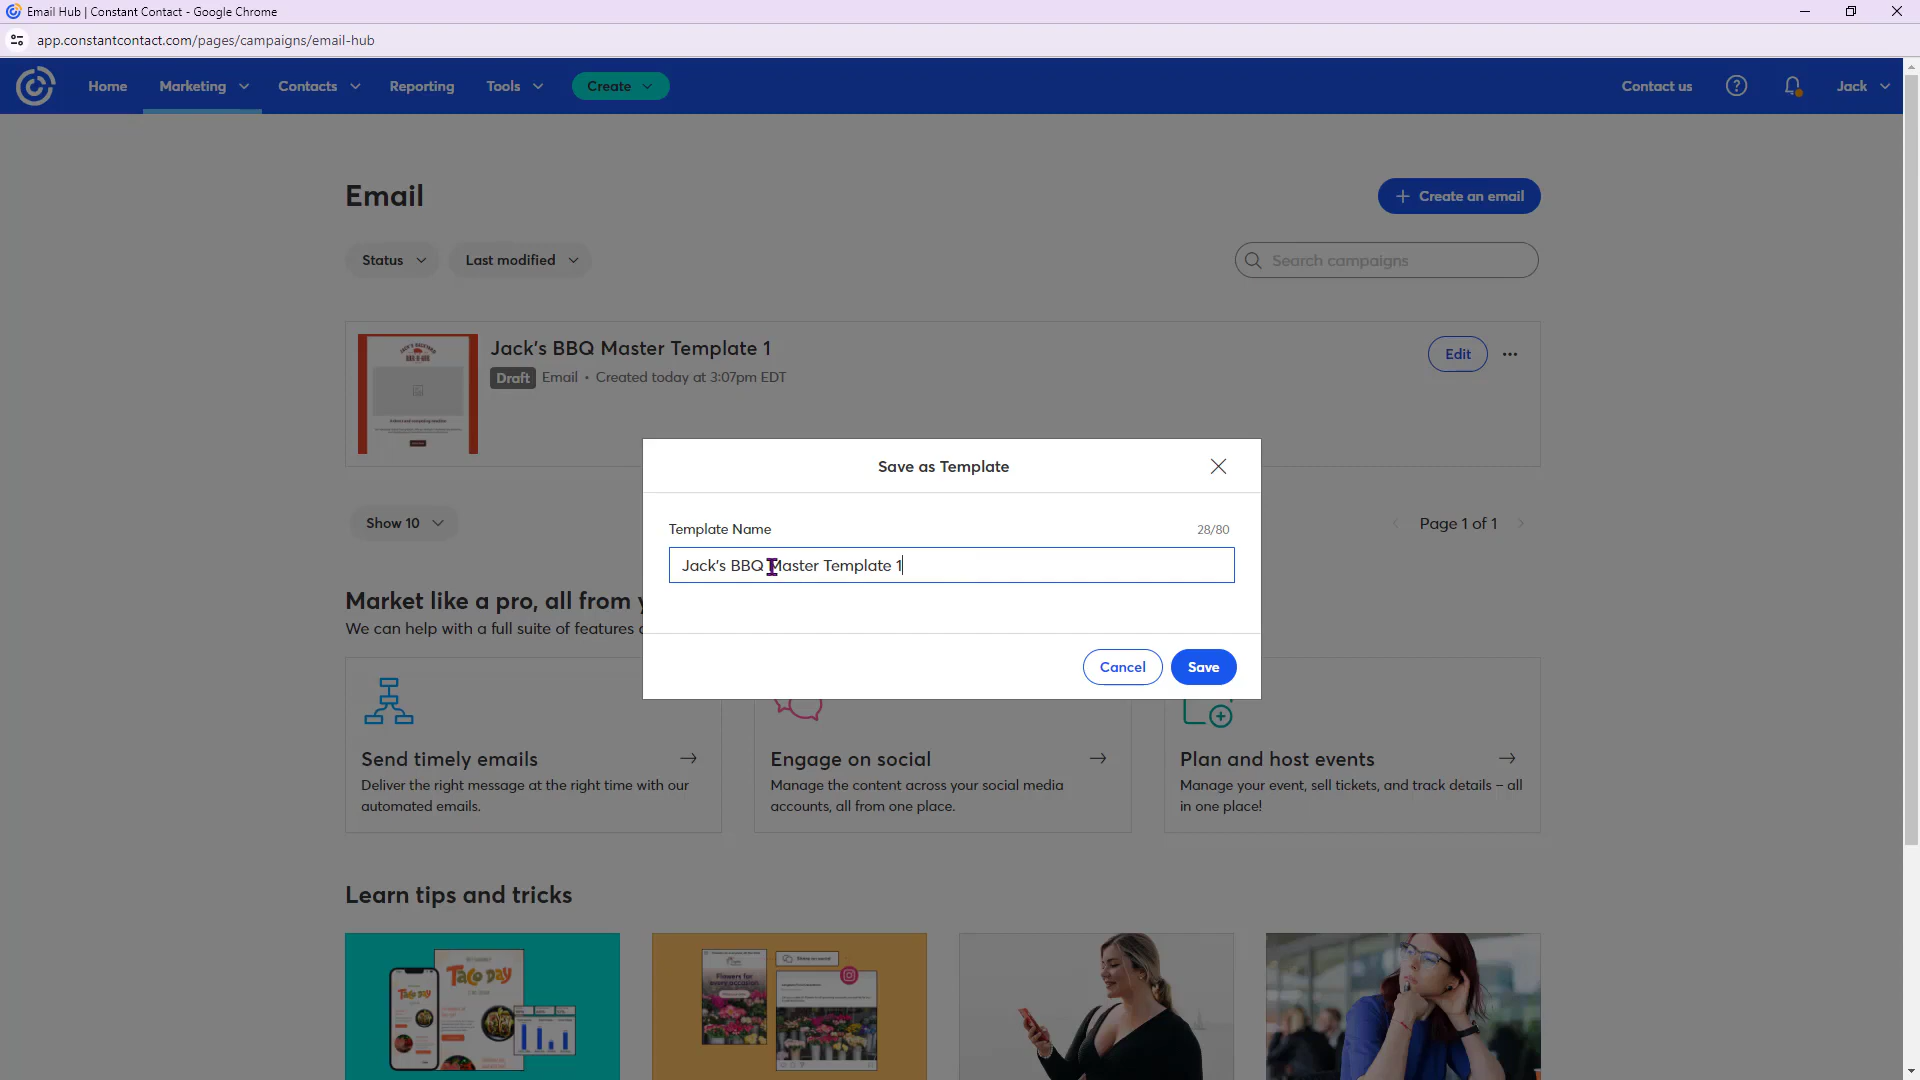 Email Hub | Constant Contact - Google Chrome
app.constantcontact.com/pages/campaigns/email-hub
Home Marketing Contacts Reporting Tools Create Contact us Jack
Email
Create an email
Status Last modified
Search campaigns
Jack's BBQ Master Template 1
Edit
Draft Email • Created today at 3:07pm EDT
Save as Template
Show 10
Page 1 of 1
Template Name 28/80
Jack's BBQ Master Template 1
Market like a pro, all from
We can help with a full suite of features
Cancel Save
Send timely emails
Deliver the right message at the right time with our
automated emails.
Engage on social
Manage the content across your social media
accounts, all from one place.
Plan and host events
Manage your event, sell tickets, and track details – all
in one place!
Learn tips and tricks
Taco DAY
Taco DAY
Flowers for
every occasion